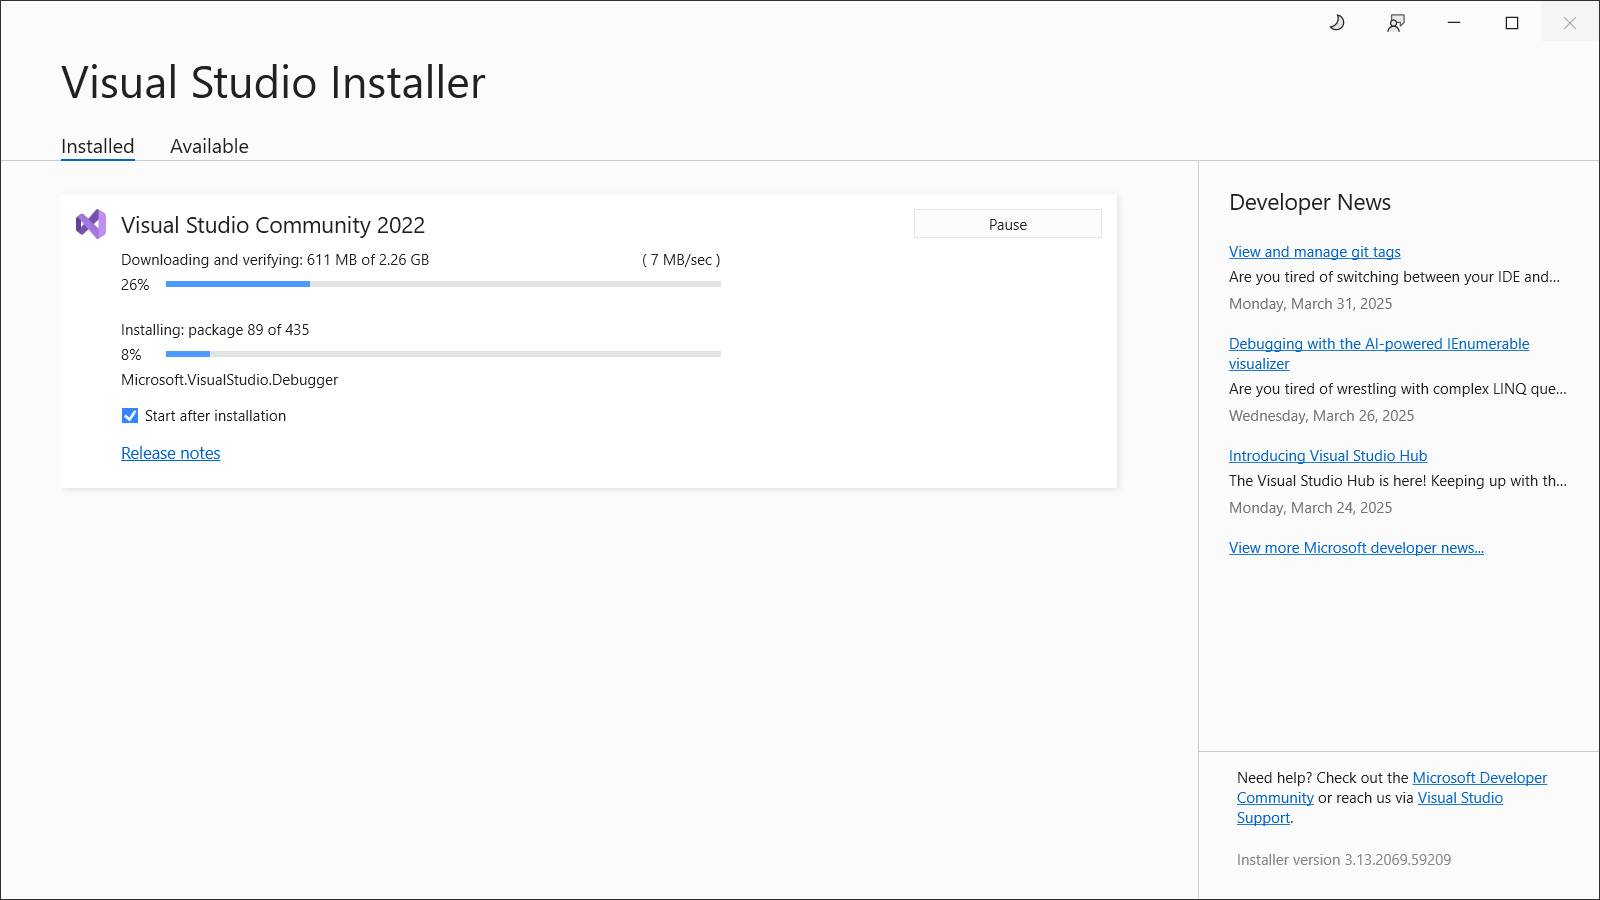 Visual Studio Installer
Installed
Available
Visual Studio Community 2022
Pause
Downloading and verifying: 611 MB of 2.26 GB
( 7 MB/sec )
26%
Installing: package 89 of 435
8%
Microsoft.VisualStudio.Debugger
Start after installation
Release notes
Developer News
View and manage git tags
Are you tired of switching between your IDE and...
Monday, March 31, 2025
Debugging with the AI-powered IEnumerable
visualizer
Are you tired of wrestling with complex LINQ que...
Wednesday, March 26, 2025
Introducing Visual Studio Hub
The Visual Studio Hub is here! Keeping up with th...
Monday, March 24, 2025
View more Microsoft developer news...
Need help? Check out the Microsoft Developer
Community or reach us via Visual Studio
Support.
Installer version 3.13.2069.59209